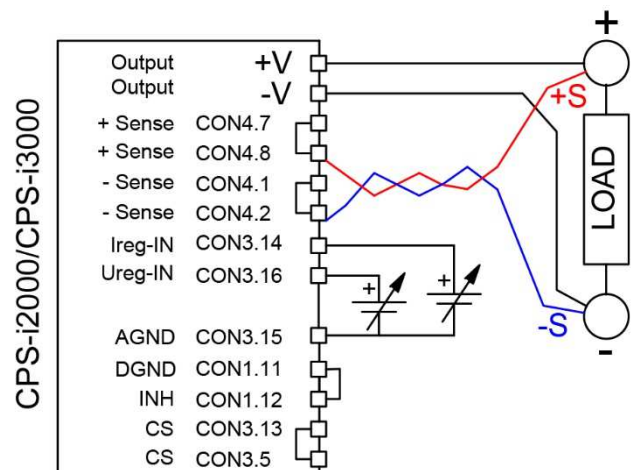 CPS-i2000/CPS-i3000
Output +V
Output -V
+ Sense CON4.7
+ Sense CON4.8
- Sense CON4.1
- Sense CON4.2
Ireg-IN CON3.14
Ureg-IN CON3.16
AGND CON3.15
DGND CON1.11
INH CON1.12
CS CON3.13
CS CON3.5
+ +
+
+S
LOAD
-S
-